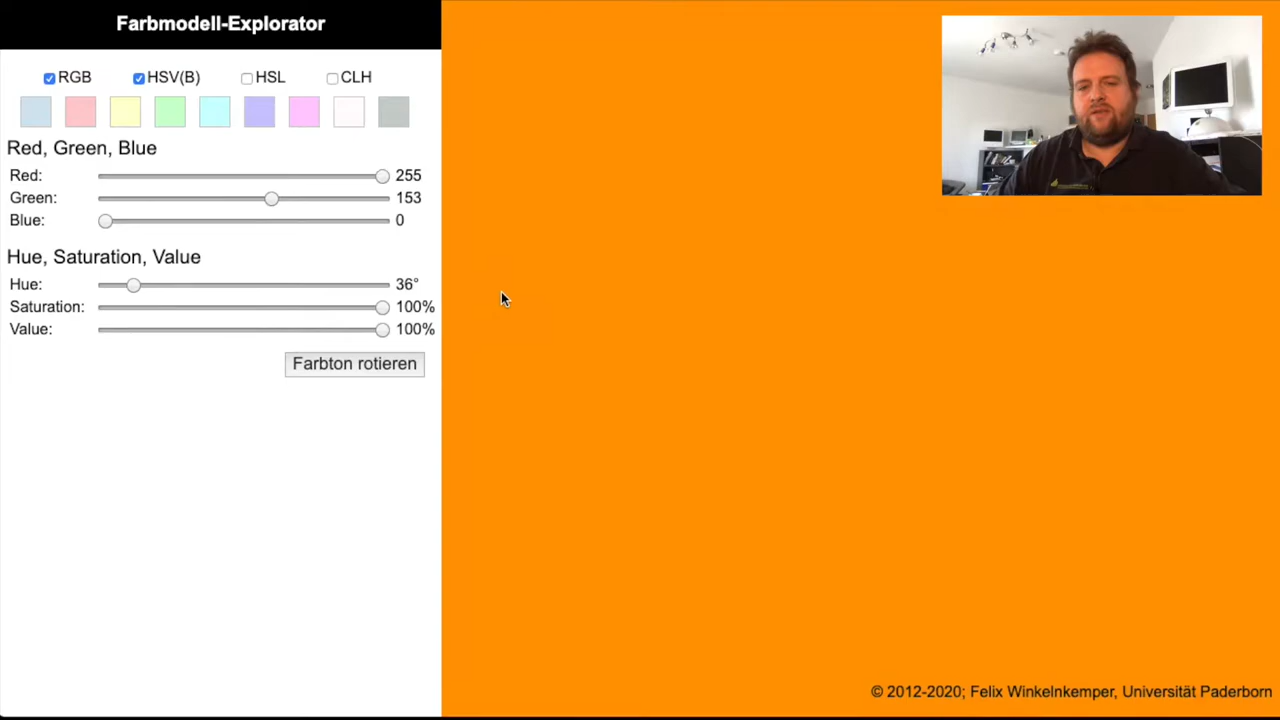 Farbmodell-Explorator
RGB HSV(B) HSL CLH
Red, Green, Blue
Red: 255
Green: 153
Blue: 0
Hue, Saturation, Value
Hue: 36°
Saturation: 100%
Value: 100%
Farbton rotieren
© 2012-2020; Felix Winkelnkemper, Universität Paderborn